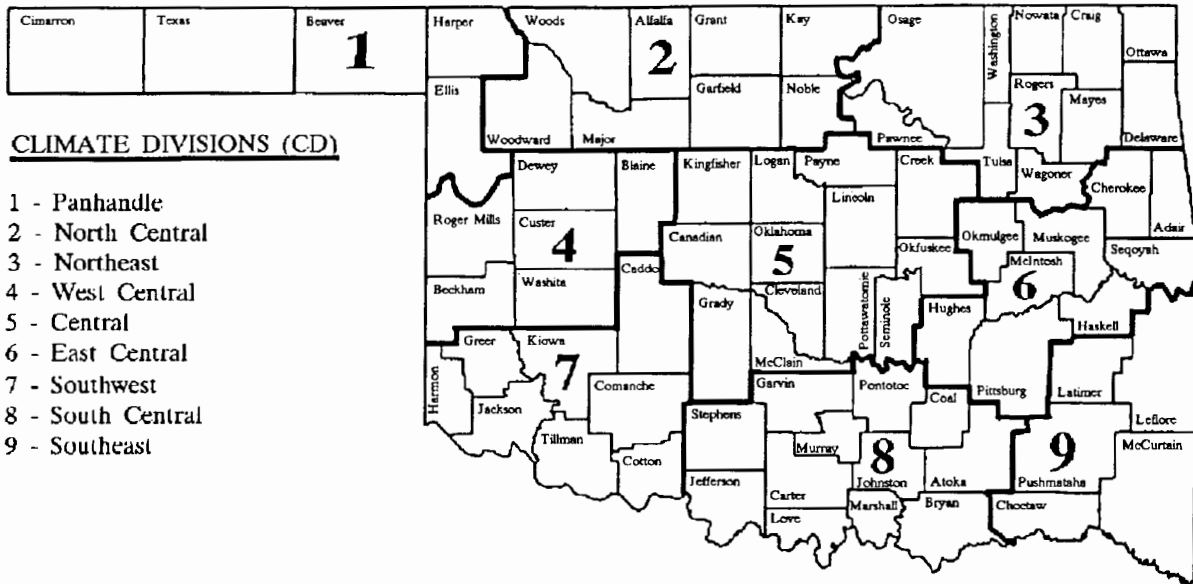 Cimarron Texas Beaver Harper Woods Alfalfa Grant Kay Osage Washington Nowata Craig Ottawa
1 2
Ellis Woodward Major Garfield Noble Pawnee Rogers Mayes Delaware
3
CLIMATE DIVISIONS (CD)
1 - Panhandle
2 - North Central
3 - Northeast
4 - West Central
5 - Central
6 - East Central
7 - Southwest
8 - South Central
9 - Southeast
Dewey Blaine Kingfisher Logan Payne Creek Tulsa Wagoner Cherokee Adair
Roger Mills Custer Canadian Oklahoma Lincoln Okmulgee Muskogee Seqoyah
4 5 6
Beckham Washita Caddo Grady Cleveland Pottawatomie Seminole Okfuskee McIntosh Hughes Haskell
Harmon Greer Kiowa McClain
7
Jackson Comanche Garvin Pontotoc Coal Pittsburg Latimer Leflore
Tillman Cotton Stephens Murray McCurtain
8 9
Jefferson Carter Johnston Atoka Pushmataha
Love Marshall Bryan Choctaw